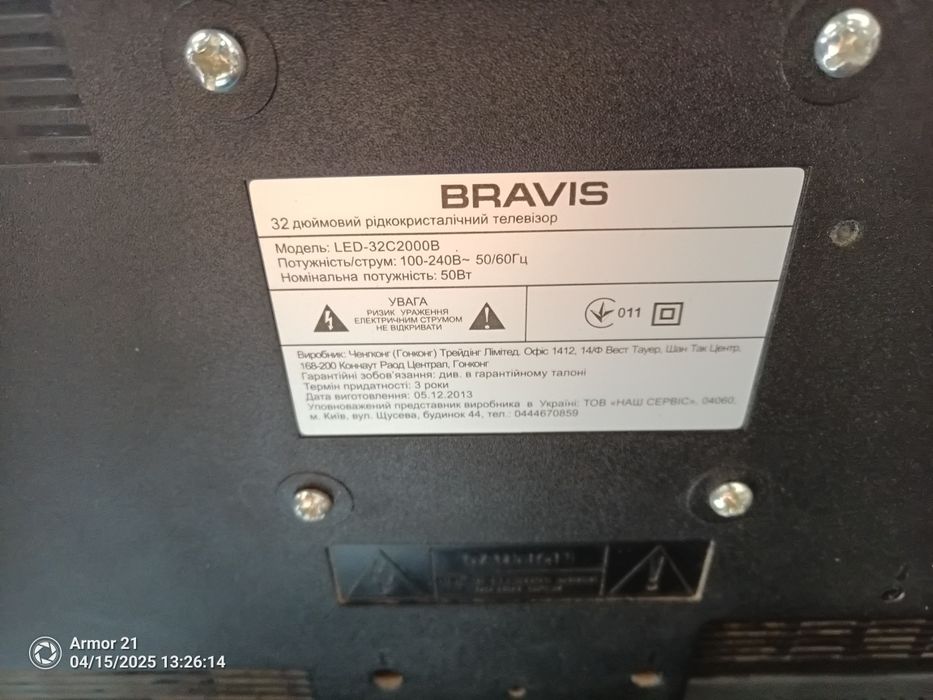 BRAVIS
32 дюймовий рідкокристалічний телевізор
Модель: LED-32C2000B
Потужність/струм: 100-240В~ 50/60Гц
Номінальна потужність: 50Вт
УВАГА
РИЗИК УРАЖЕННЯ
ЕЛЕКТРИЧНИМ СТРУМОМ
НЕ ВІДКРИВАТИ
011
Виробник: Ченгконг (Гонконг) Трейдінг Лімітед. Офіс 1412, 14/Ф Вест Тауер, Шан Так Центр,
168-200 Коннаут Раод Централ, Гонконг
Гарантійні зобов'язання: див. в гарантійному талоні
Термін придатності: 3 роки
Дата виготовлення: 05.12.2013
Уповноважений представник виробника в Україні: ТОВ «НАШ СЕРВІС», 04060,
м. Київ, вул. Щусева, будинок 44, тел.: 0444670859
Armor 21
04/15/2025 13:26:14